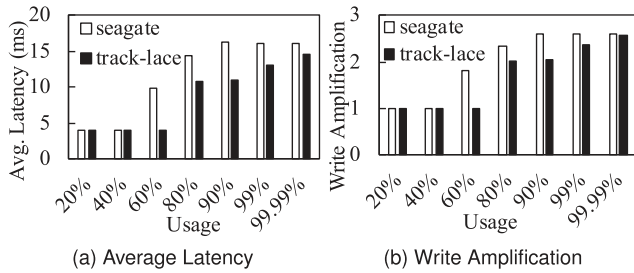 Avg. Latency (ms)
20
15
10
5
0
seagate
track-lace
20%
40%
60%
80%
90%
99%
99.99%
Usage
(a) Average Latency
Write Amplification
3
2
1
0
seagate
track-lace
20%
40%
60%
80%
90%
99%
99.99%
Usage
(b) Write Amplification